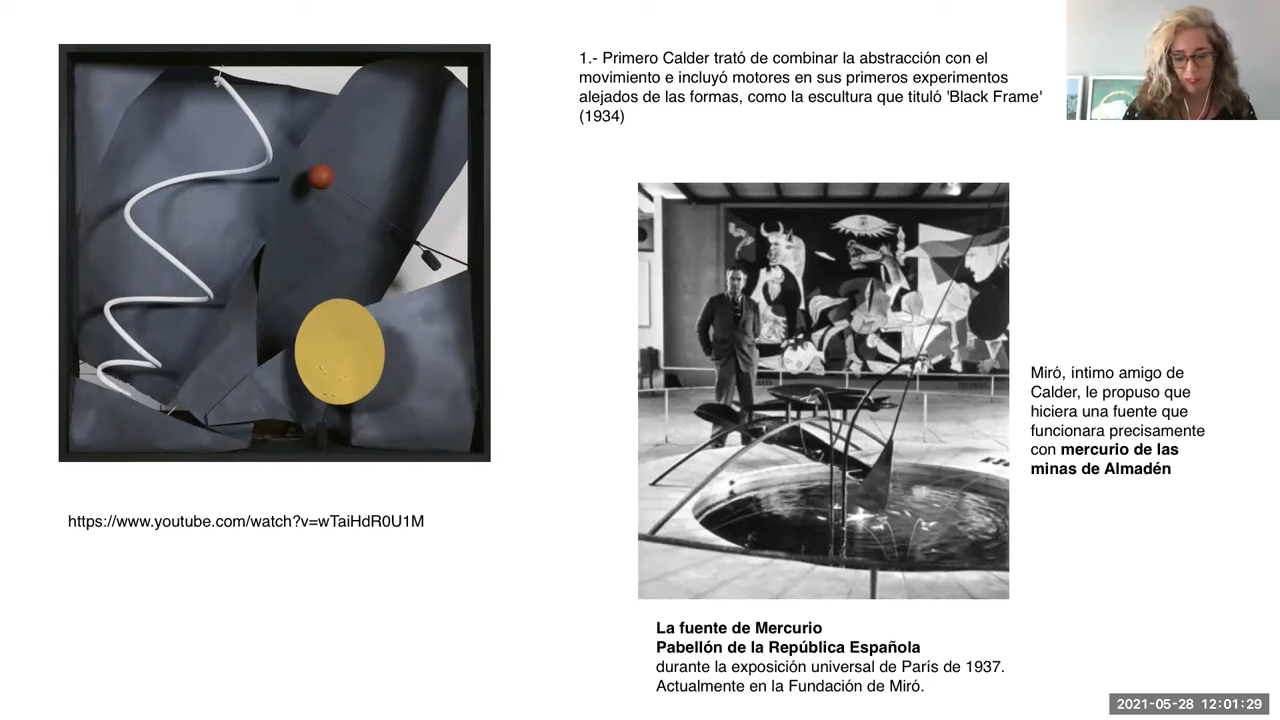 1.- Primero Calder trató de combinar la abstracción con el
movimiento e incluyó motores en sus primeros experimentos
alejados de las formas, como la escultura que tituló 'Black Frame'
(1934)
Miró, íntimo amigo de
Calder, le propuso que
hiciera una fuente que
funcionara precisamente
con mercurio de las
minas de Almadén
https://www.youtube.com/watch?v=wTaiHdR0U1M
La fuente de Mercurio
Pabellón de la República Española
durante la exposición universal de París de 1937.
Actualmente en la Fundación de Miró.
2021-05-28 12:01:29